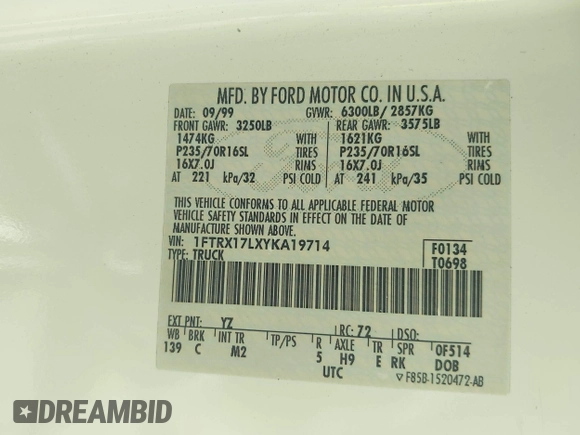 MFD. BY FORD MOTOR CO. IN U.S.A.
DATE: 09/99 GVWR: 6300LB/ 2857KG
FRONT GAWR: 3250LB REAR GAWR: 3575LB
1474KG WITH 1621KG WITH
P235/70R16SL TIRES P235/70R16SL TIRES
16X7.0J RIMS 16X7.0J RIMS
AT 221 kPa/32 PSI COLD AT 241 kPa/35 PSI COLD
THIS VEHICLE CONFORMS TO ALL APPLICABLE FEDERAL MOTOR
VEHICLE SAFETY STANDARDS IN EFFECT ON THE DATE OF
MANUFACTURE SHOWN ABOVE.
VIN: 1FTRX17LXYKA19714 F0134
TYPE: TRUCK T0698
EXT PNT: YZ RC: 72 DSO:
WB BRK INT TR TP/PS R AXLE TR SPR 0F514
139 C M2 5 H9 E RK DOB
UTC ▽ F85B-1520472-AB
DREAMBID